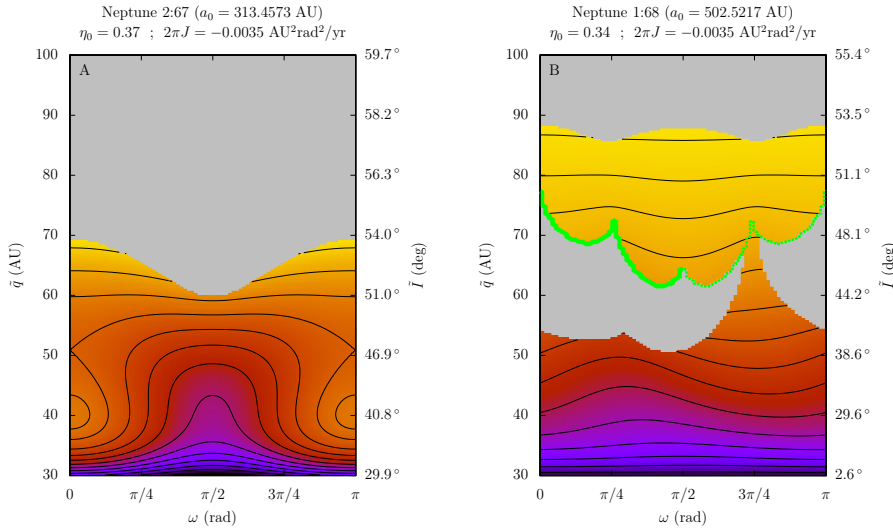 Neptune 2:67 (a₀ = 313.4573 AU)
η₀ = 0.37 ; 2πJ = −0.0035 AU²rad²/yr
A
100
90
80
70
60
50
40
30
q̃ (AU)
59.7°
58.2°
56.3°
54.0°
51.0°
46.9°
40.8°
29.9°
Ĩ (deg)
0
π/4
π/2
3π/4
π
ω (rad)
Neptune 1:68 (a₀ = 502.5217 AU)
η₀ = 0.34 ; 2πJ = −0.0035 AU²rad²/yr
B
100
90
80
70
60
50
40
30
q̃ (AU)
55.4°
53.5°
51.1°
48.1°
44.2°
38.6°
29.6°
2.6°
Ĩ (deg)
0
π/4
π/2
3π/4
π
ω (rad)